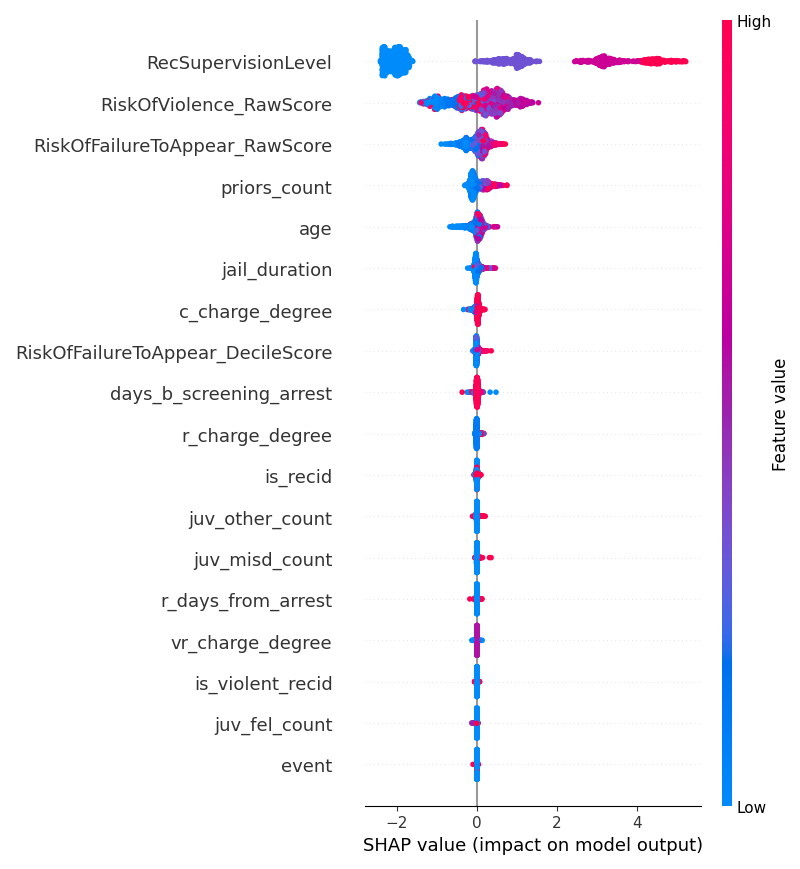 High
RecSupervisionLevel
RiskOfViolence_RawScore
RiskOfFailureToAppear_RawScore
priors_count
age
jail_duration
c_charge_degree
RiskOfFailureToAppear_DecileScore
days_b_screening_arrest
r_charge_degree
is_recid
juv_other_count
juv_misd_count
r_days_from_arrest
vr_charge_degree
is_violent_recid
juv_fel_count
event
Feature value
Low
−2 0 2 4
SHAP value (impact on model output)